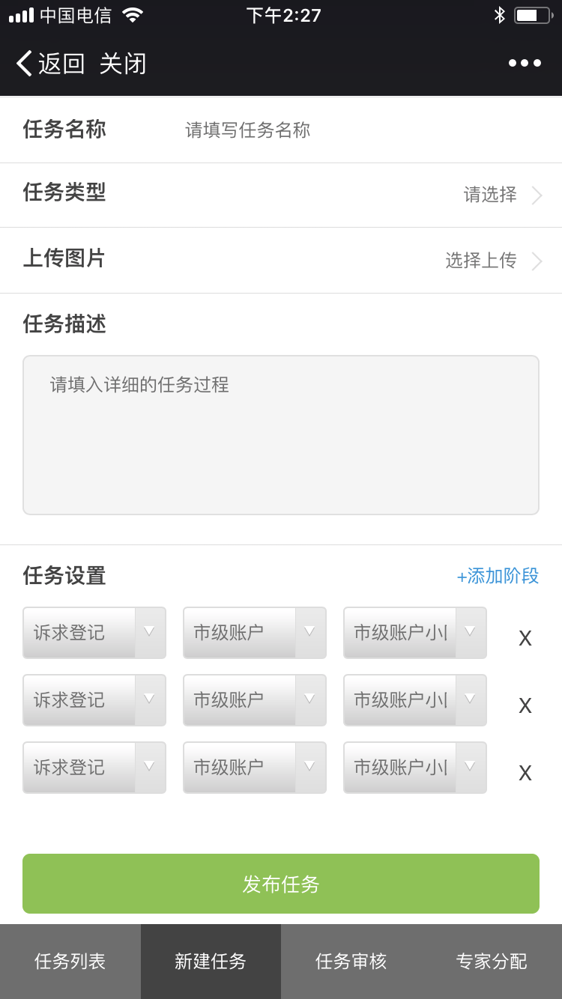 中国电信 下午2:27
返回 关闭
任务名称 请填写任务名称
任务类型 请选择
上传图片 选择上传
任务描述
请填入详细的任务过程
任务设置 +添加阶段
诉求登记 市级账户 市级账户小 X
诉求登记 市级账户 市级账户小 X
诉求登记 市级账户 市级账户小 X
发布任务
任务列表 新建任务 任务审核 专家分配